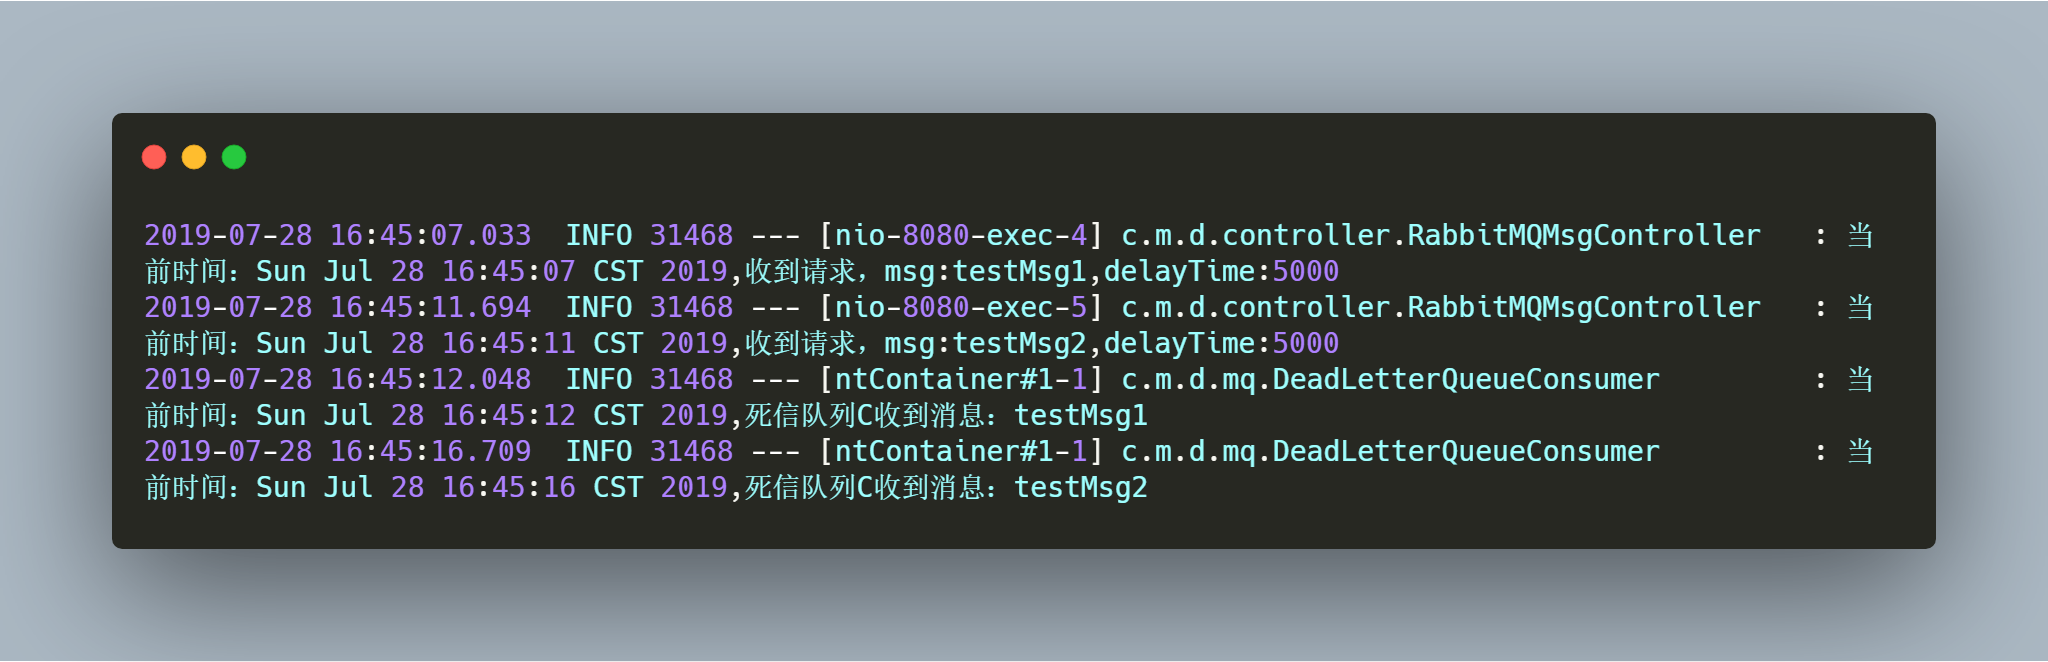 2019-07-28 16:45:07.033  INFO 31468 --- [nio-8080-exec-4] c.m.d.controller.RabbitMQMsgController   : 当
前时间：Sun Jul 28 16:45:07 CST 2019,收到请求，msg:testMsg1,delayTime:5000
2019-07-28 16:45:11.694  INFO 31468 --- [nio-8080-exec-5] c.m.d.controller.RabbitMQMsgController   : 当
前时间：Sun Jul 28 16:45:11 CST 2019,收到请求，msg:testMsg2,delayTime:5000
2019-07-28 16:45:12.048  INFO 31468 --- [ntContainer#1-1] c.m.d.mq.DeadLetterQueueConsumer         : 当
前时间：Sun Jul 28 16:45:12 CST 2019,死信队列C收到消息：testMsg1
2019-07-28 16:45:16.709  INFO 31468 --- [ntContainer#1-1] c.m.d.mq.DeadLetterQueueConsumer         : 当
前时间：Sun Jul 28 16:45:16 CST 2019,死信队列C收到消息：testMsg2